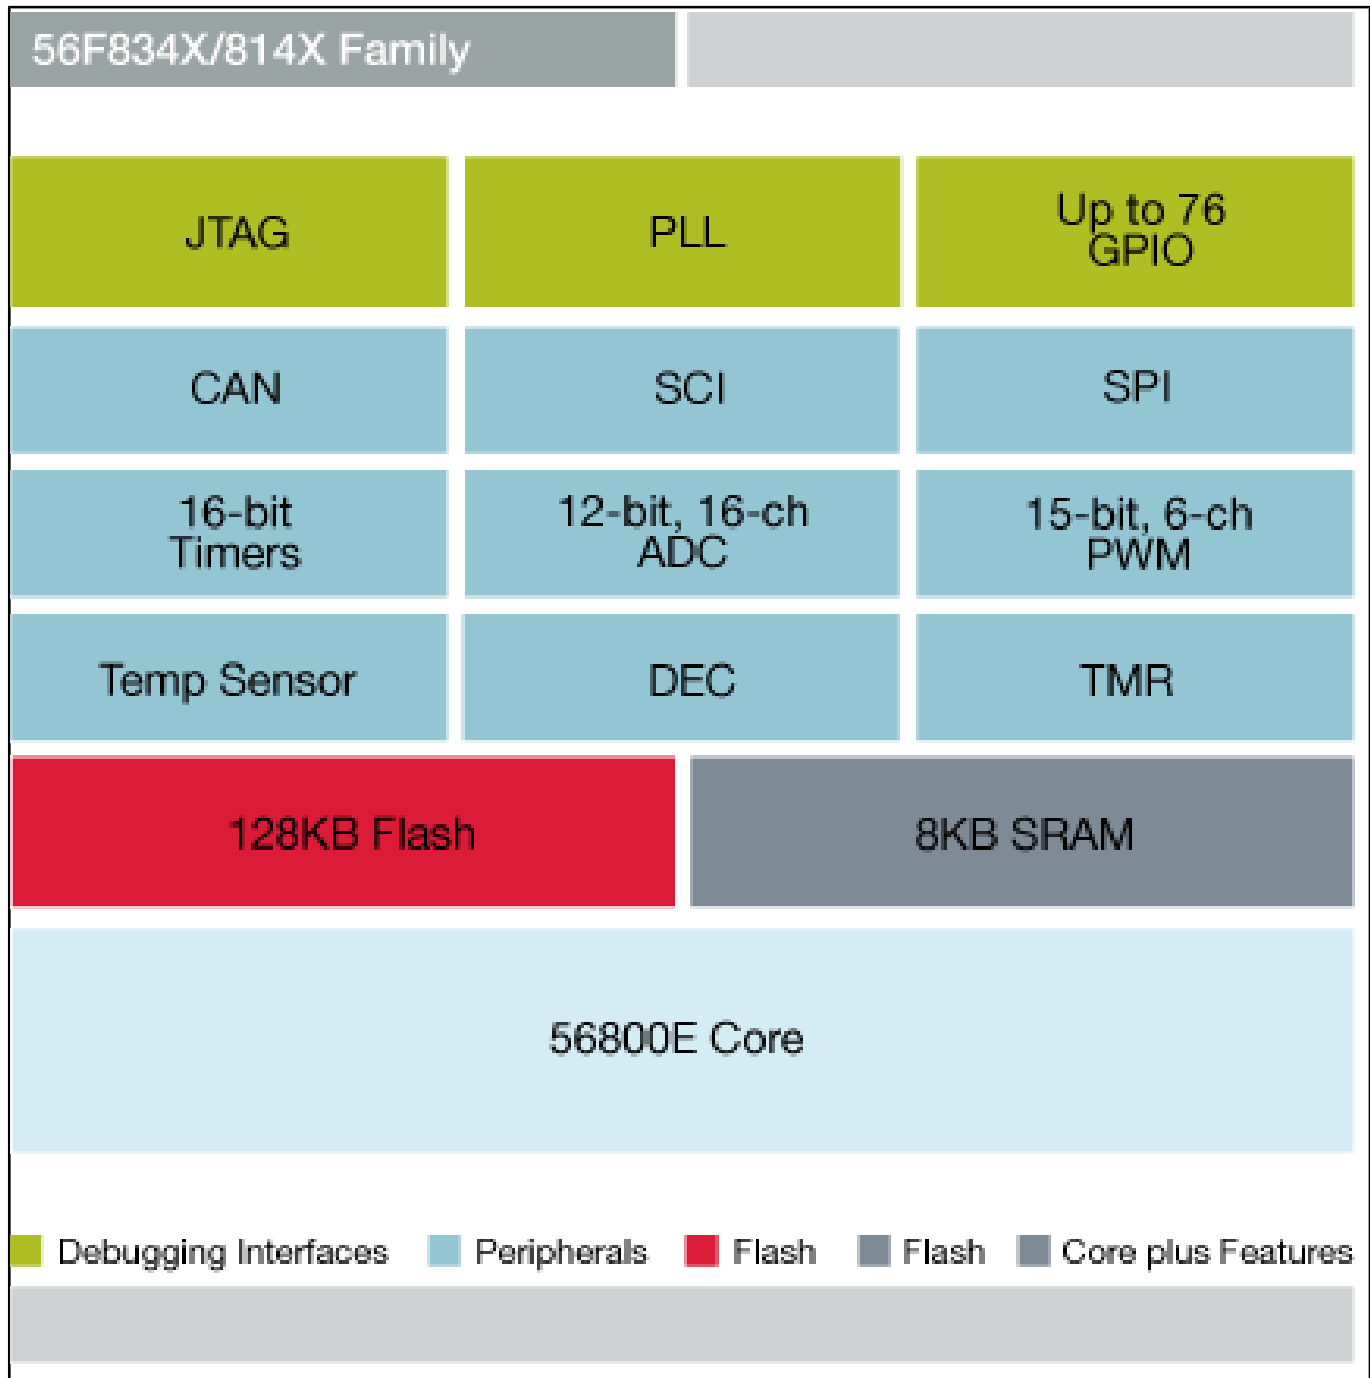 56F834X/814X Family
JTAG
PLL
Up to 76
GPIO
CAN
SCI
SPI
16-bit
Timers
12-bit, 16-ch
ADC
15-bit, 6-ch
PWM
Temp Sensor
DEC
TMR
128KB Flash
8KB SRAM
56800E Core
Debugging Interfaces
Peripherals
Flash
Flash
Core plus Features